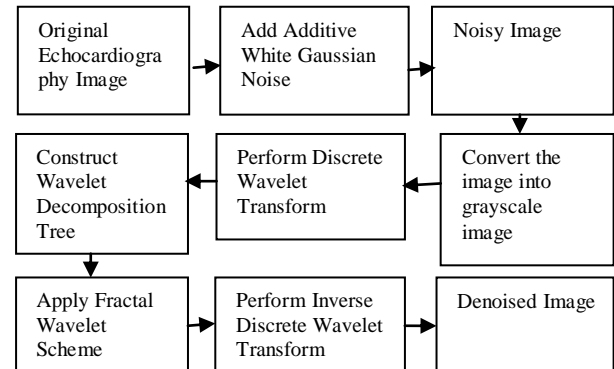 Original
Echocardiogra
phy Image
Add Additive
White Gaussian
Noise
Noisy Image
Convert the
image into
grayscale
image
Perform Discrete
Wavelet
Transform
Construct
Wavelet
Decomposition
Tree
Apply Fractal
Wavelet
Scheme
Perform Inverse
Discrete Wavelet
Transform
Denoised Image